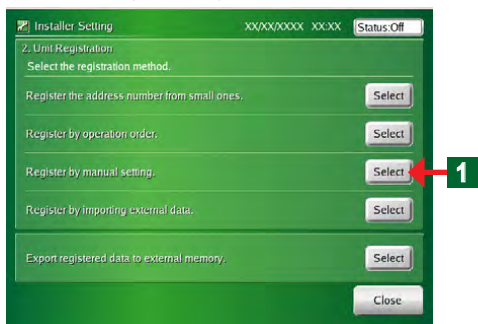 Installer Setting XX/XX/XXXX XX:XX Status:Off
2. Unit Registration
Select the registration method.
Register the address number from small ones. Select
Register by operation order. Select
Register by manual setting. Select 1
Register by importing external data. Select
Export registered data to external memory. Select
Close